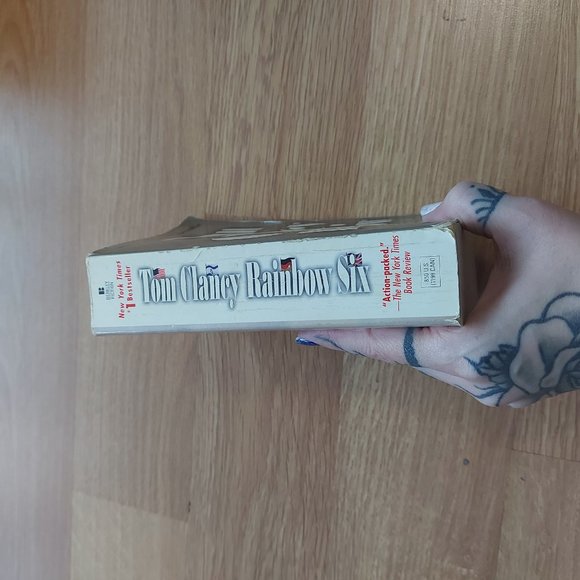 New York Times
#1 Bestseller
B
Tom Clancy Rainbow Six
"Action-packed."
—The New York Times
Book Review